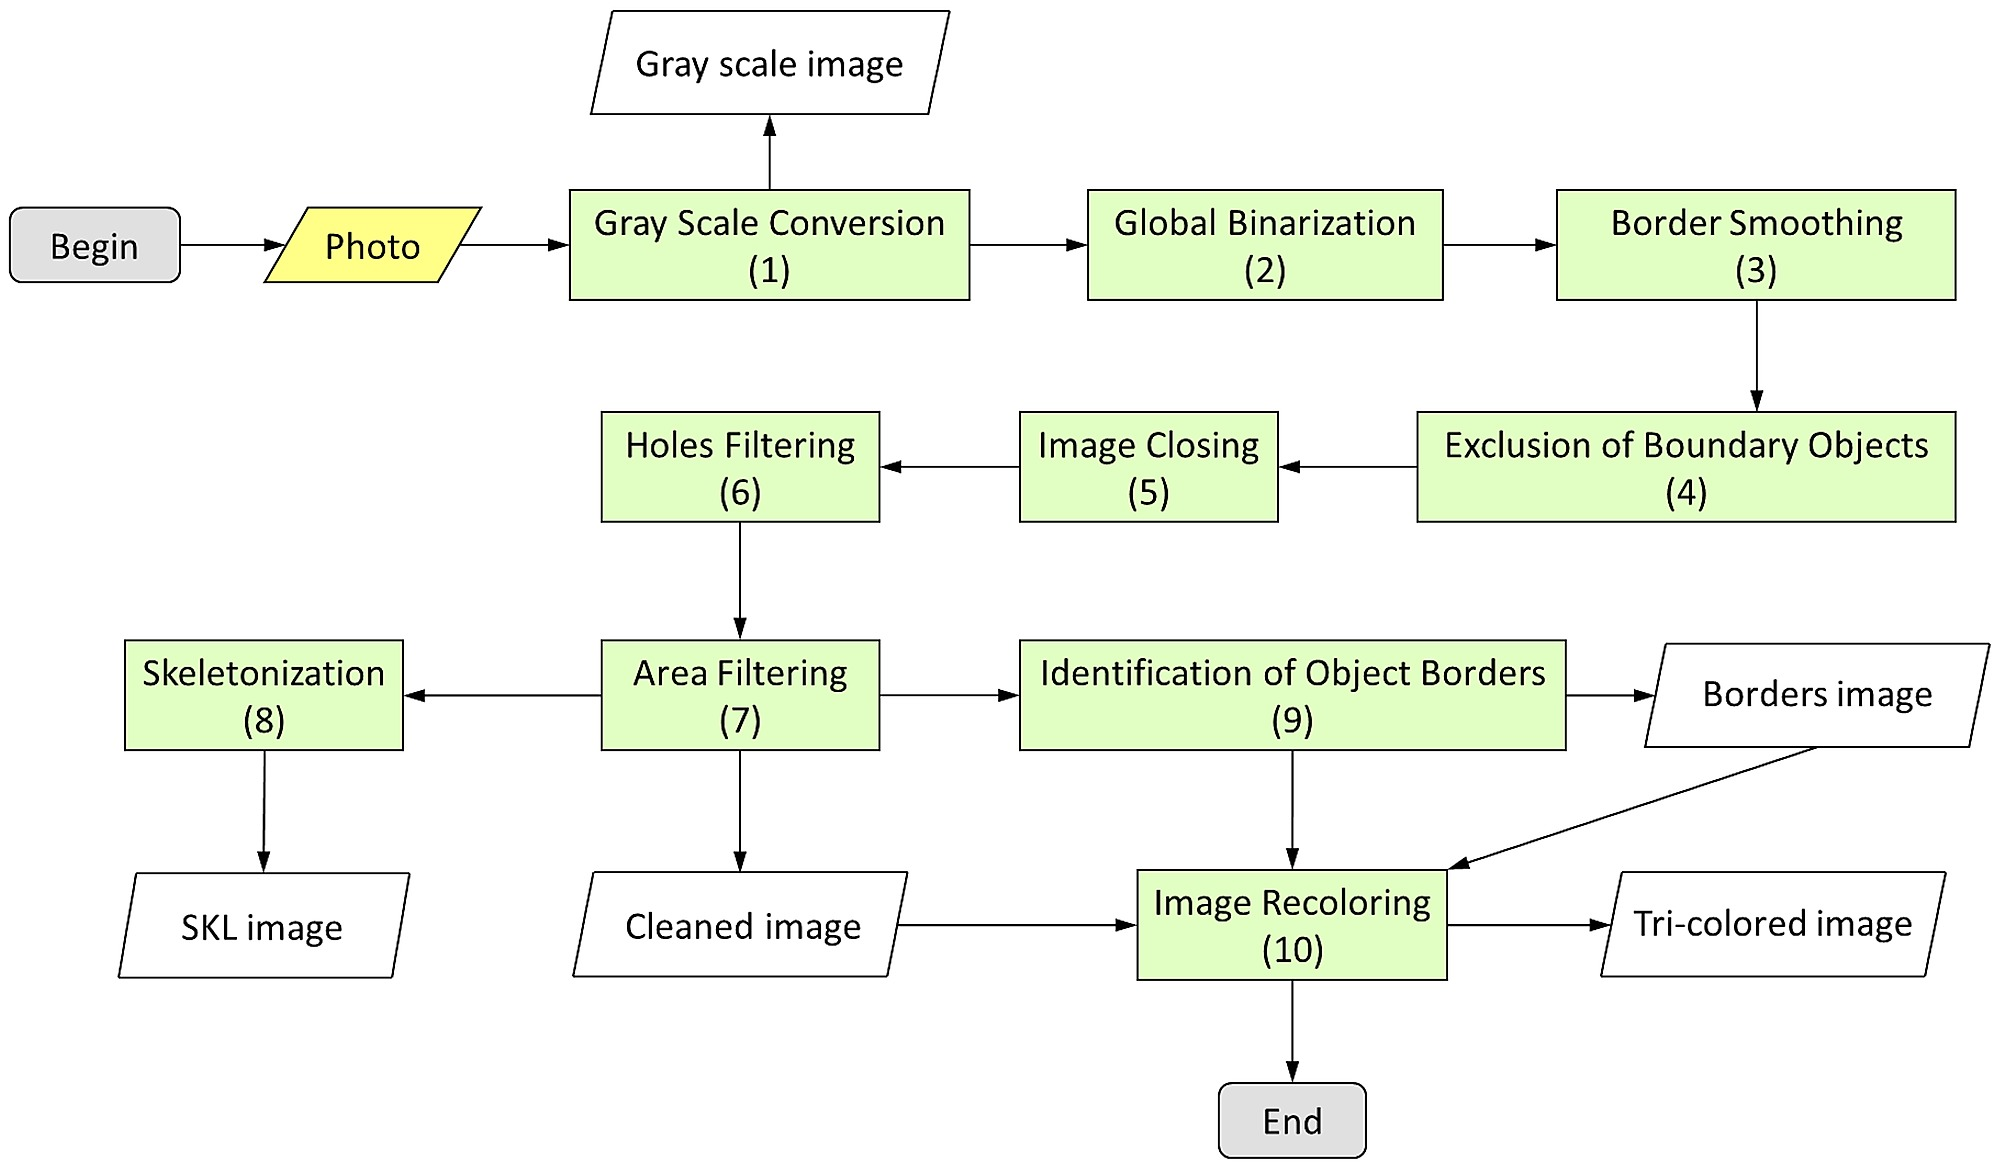 Gray scale image
Begin
Photo
Gray Scale Conversion
(1)
Global Binarization
(2)
Border Smoothing
(3)
Holes Filtering
(6)
Image Closing
(5)
Exclusion of Boundary Objects
(4)
Skeletonization
(8)
Area Filtering
(7)
Identification of Object Borders
(9)
Borders image
SKL image
Cleaned image
Image Recoloring
(10)
Tri-colored image
End